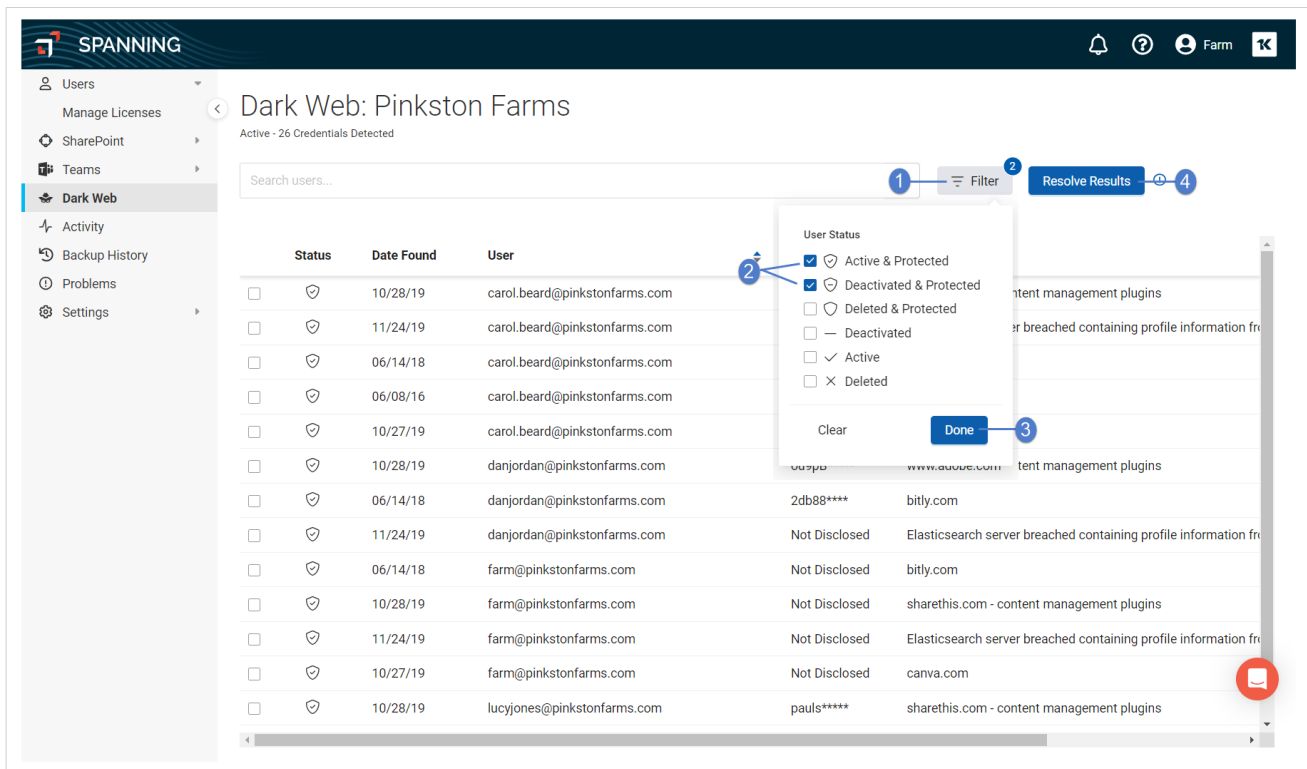 SPANNING
Farm
Users
Manage Licenses
SharePoint
Teams
Dark Web
Activity
Backup History
Problems
Settings
Dark Web: Pinkston Farms
Active - 26 Credentials Detected
Search users...
1
Filter
2
Resolve Results
4
User Status
2
Active & Protected
Deactivated & Protected
Deleted & Protected
Deactivated
Active
Deleted
Clear
Done
3
Status Date Found User
10/28/19 carol.beard@pinkstonfarms.com ntent management plugins
11/24/19 carol.beard@pinkstonfarms.com er breached containing profile information fr
06/14/18 carol.beard@pinkstonfarms.com
06/08/16 carol.beard@pinkstonfarms.com
10/27/19 carol.beard@pinkstonfarms.com
10/28/19 danjordan@pinkstonfarms.com www.adobe.com tent management plugins
06/14/18 danjordan@pinkstonfarms.com 2db88**** bitly.com
11/24/19 danjordan@pinkstonfarms.com Not Disclosed Elasticsearch server breached containing profile information fr
06/14/18 farm@pinkstonfarms.com Not Disclosed bitly.com
10/28/19 farm@pinkstonfarms.com Not Disclosed sharethis.com - content management plugins
11/24/19 farm@pinkstonfarms.com Not Disclosed Elasticsearch server breached containing profile information fr
10/27/19 farm@pinkstonfarms.com Not Disclosed canva.com
10/28/19 lucyjones@pinkstonfarms.com pauls***** sharethis.com - content management plugins